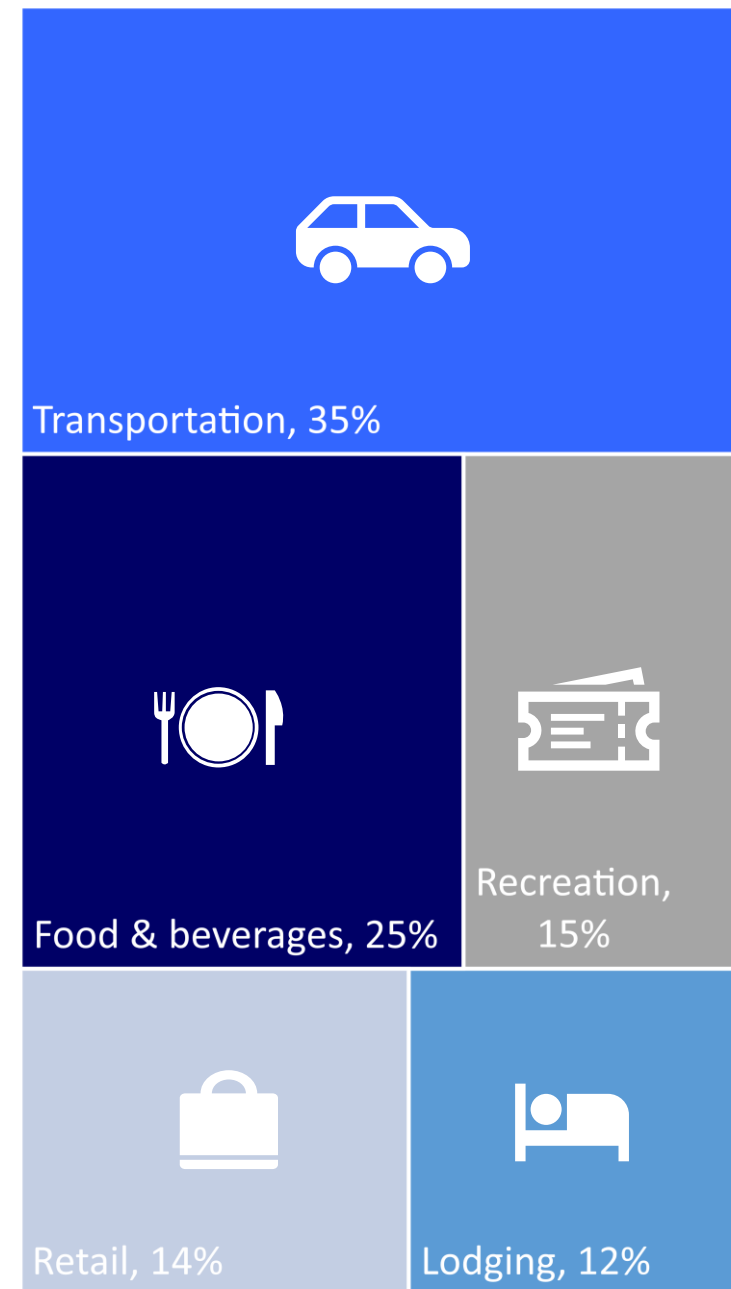 Transportation, 35%
Food & beverages, 25%
Recreation,
15%
Retail, 14%
Lodging, 12%